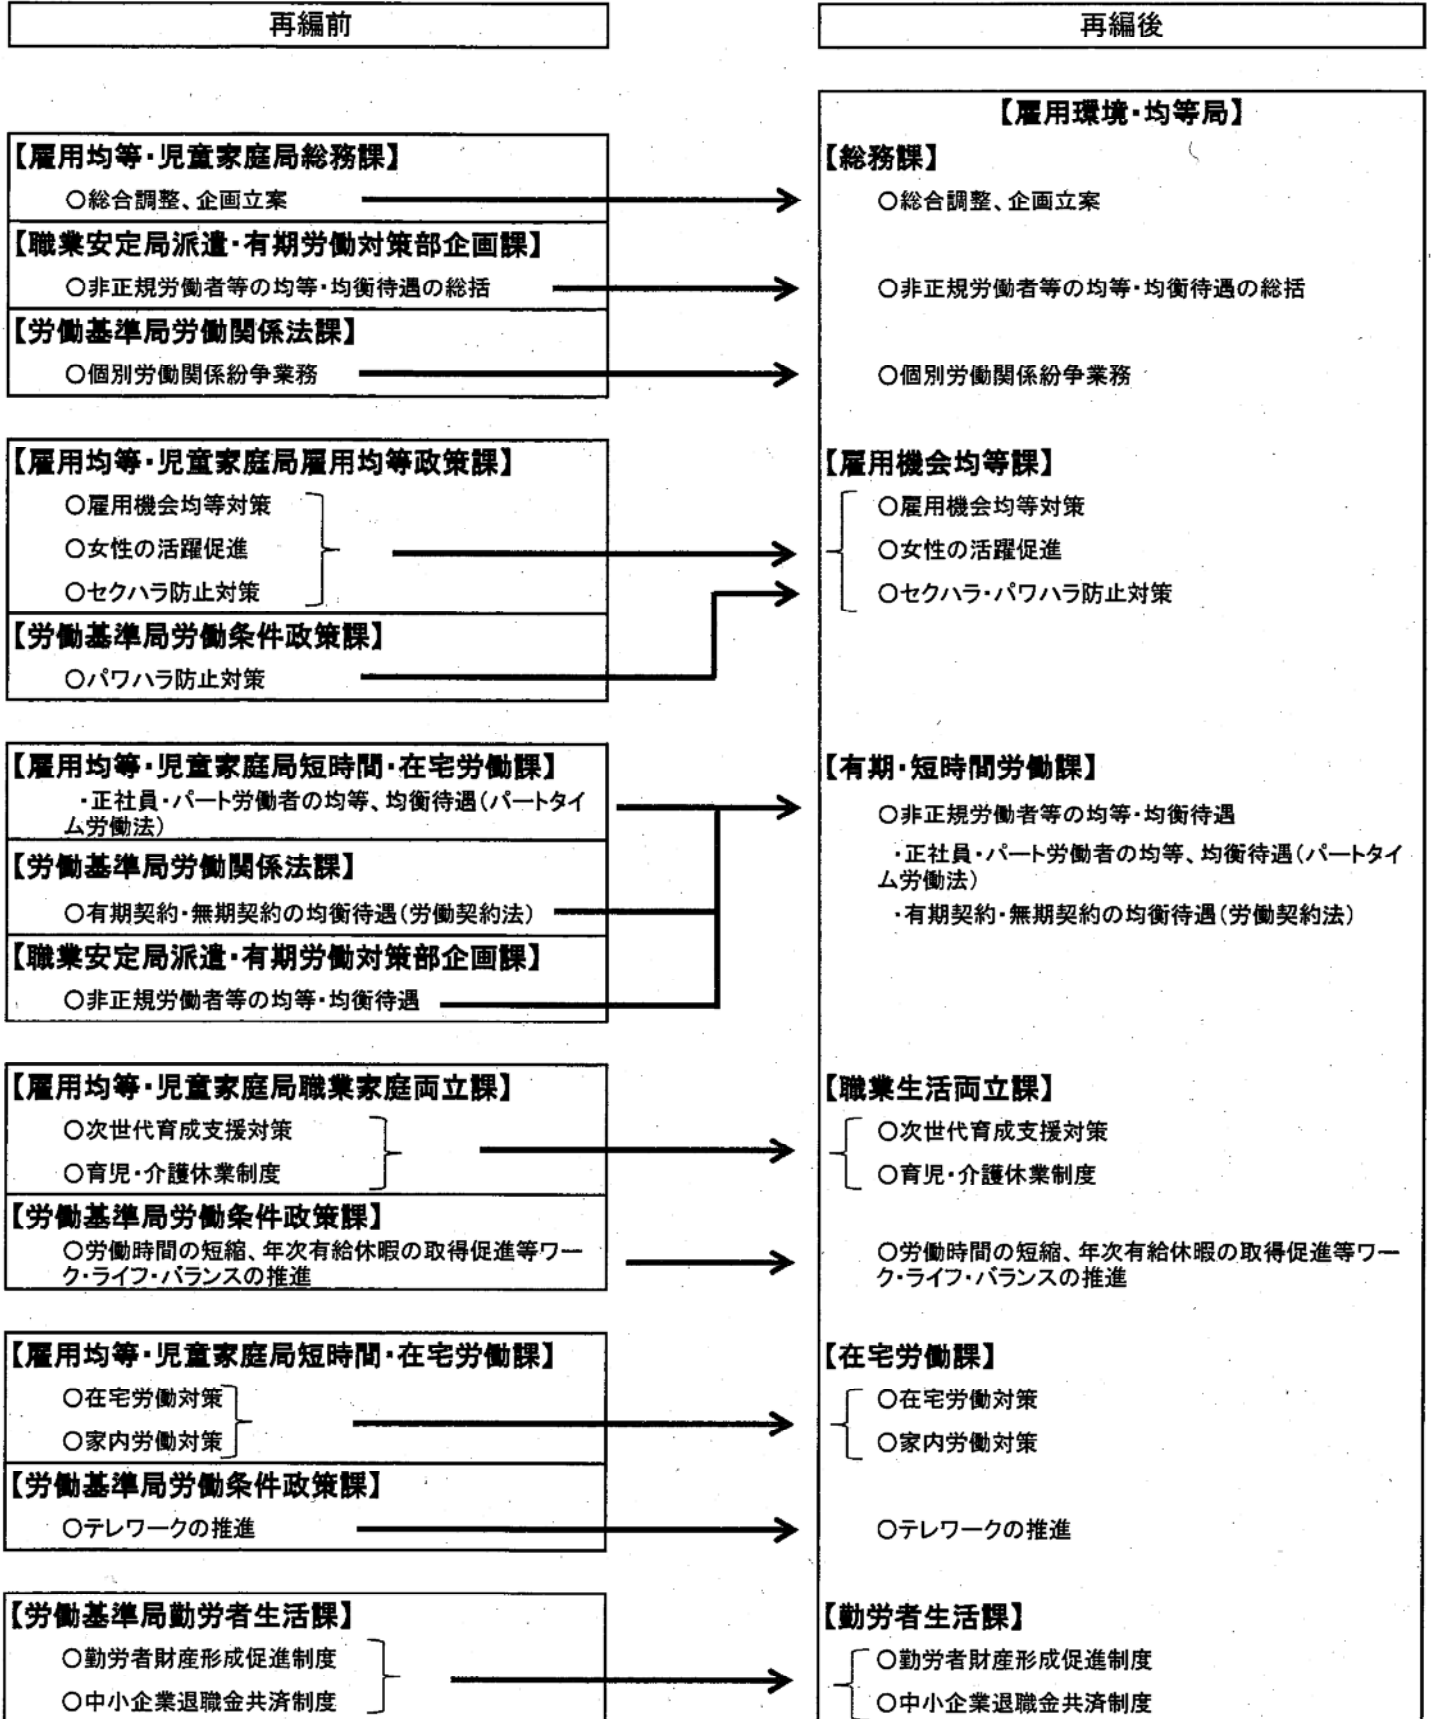 再編前
再編後
【雇用均等・児童家庭局総務課】
○総合調整、企画立案
【職業安定局派遣・有期労働対策部企画課】
○非正規労働者等の均等・均衡待遇の総括
【労働基準局労働関係法課】
○個別労働関係紛争業務
【雇用均等・児童家庭局雇用均等政策課】
○雇用機会均等対策
○女性の活躍促進
○セクハラ防止対策
【労働基準局労働条件政策課】
○パワハラ防止対策
【雇用均等・児童家庭局短時間・在宅労働課】
・正社員・パート労働者の均等、均衡待遇(パートタイ
ム労働法)
【労働基準局労働関係法課】
○有期契約・無期契約の均衡待遇(労働契約法)
【職業安定局派遣・有期労働対策部企画課】
○非正規労働者等の均等・均衡待遇
【雇用均等・児童家庭局職業家庭両立課】
○次世代育成支援対策
○育児・介護休業制度
【労働基準局労働条件政策課】
○労働時間の短縮、年次有給休暇の取得促進等ワー
ク・ライフ・バランスの推進
【雇用均等・児童家庭局短時間・在宅労働課】
○在宅労働対策
○家内労働対策
【労働基準局労働条件政策課】
○テレワークの推進
【労働基準局勤労者生活課】
○勤労者財産形成促進制度
○中小企業退職金共済制度
【雇用環境・均等局】
【総務課】
○総合調整、企画立案
○非正規労働者等の均等・均衡待遇の総括
○個別労働関係紛争業務
【雇用機会均等課】
○雇用機会均等対策
○女性の活躍促進
○セクハラ・パワハラ防止対策
【有期・短時間労働課】
○非正規労働者等の均等・均衡待遇
・正社員・パート労働者の均等、均衡待遇(パートタイ
ム労働法)
・有期契約・無期契約の均衡待遇(労働契約法)
【職業生活両立課】
○次世代育成支援対策
○育児・介護休業制度
○労働時間の短縮、年次有給休暇の取得促進等ワー
ク・ライフ・バランスの推進
【在宅労働課】
○在宅労働対策
○家内労働対策
○テレワークの推進
【勤労者生活課】
○勤労者財産形成促進制度
○中小企業退職金共済制度